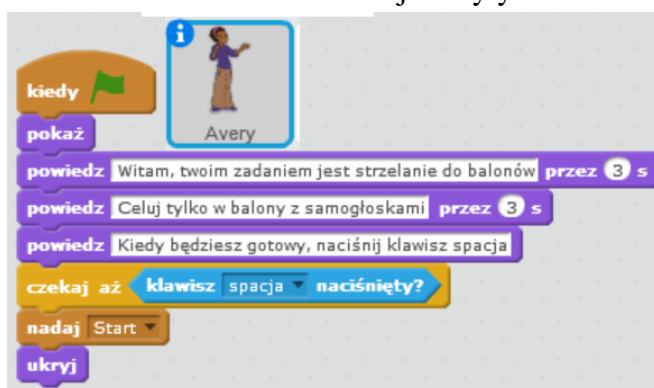 kiedy
pokaż
Avery
powiedz Witam, twoim zadaniem jest strzelanie do balonów przez 3 s
powiedz Celuj tylko w balony z samogłoskami przez 3 s
powiedz Kiedy będziesz gotowy, naciśnij klawisz spacja
czekaj aż klawisz spacja naciśnięty?
nadaj Start
ukryj